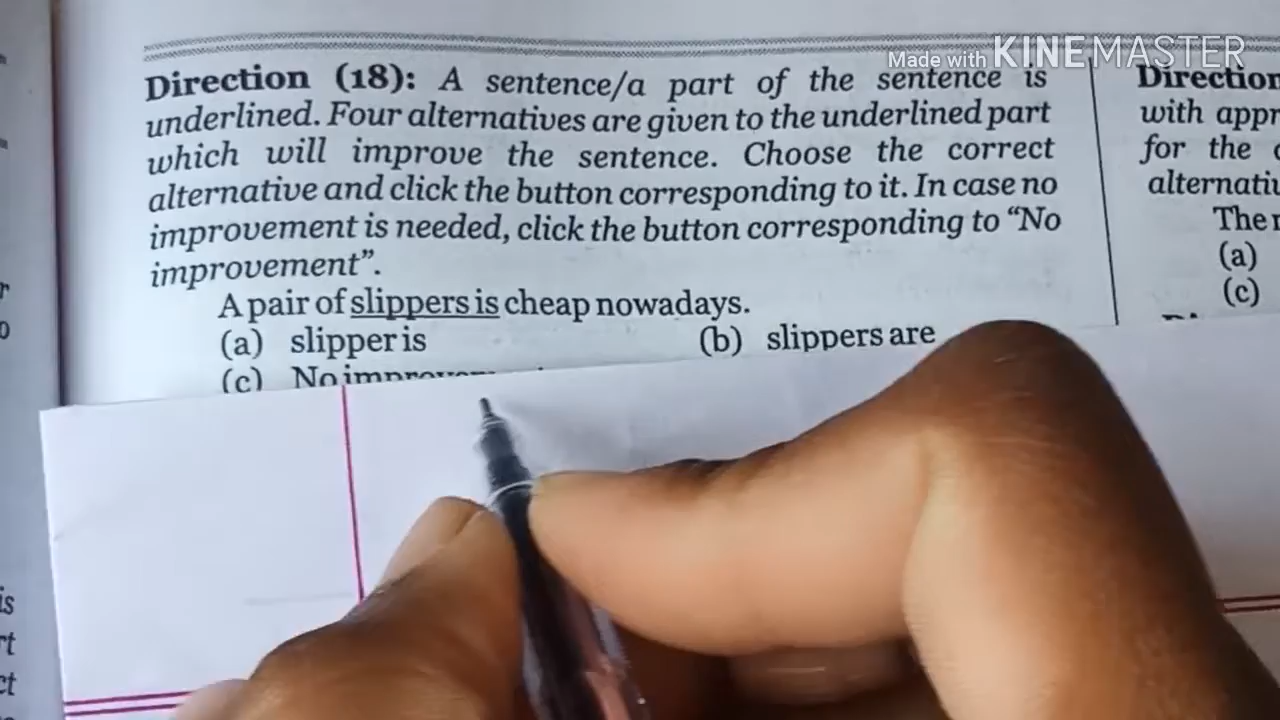 Made with KINEMASTER
Direction (18): A sentence/a part of the sentence is
underlined. Four alternatives are given to the underlined part
which will improve the sentence. Choose the correct
alternative and click the button corresponding to it. In case no
improvement is needed, click the button corresponding to “No
improvement”.
A pair of slippers is cheap nowadays.
(a) slipper is (b) slippers are
(c) No
Direction
with
for the
(a)
(c)
is